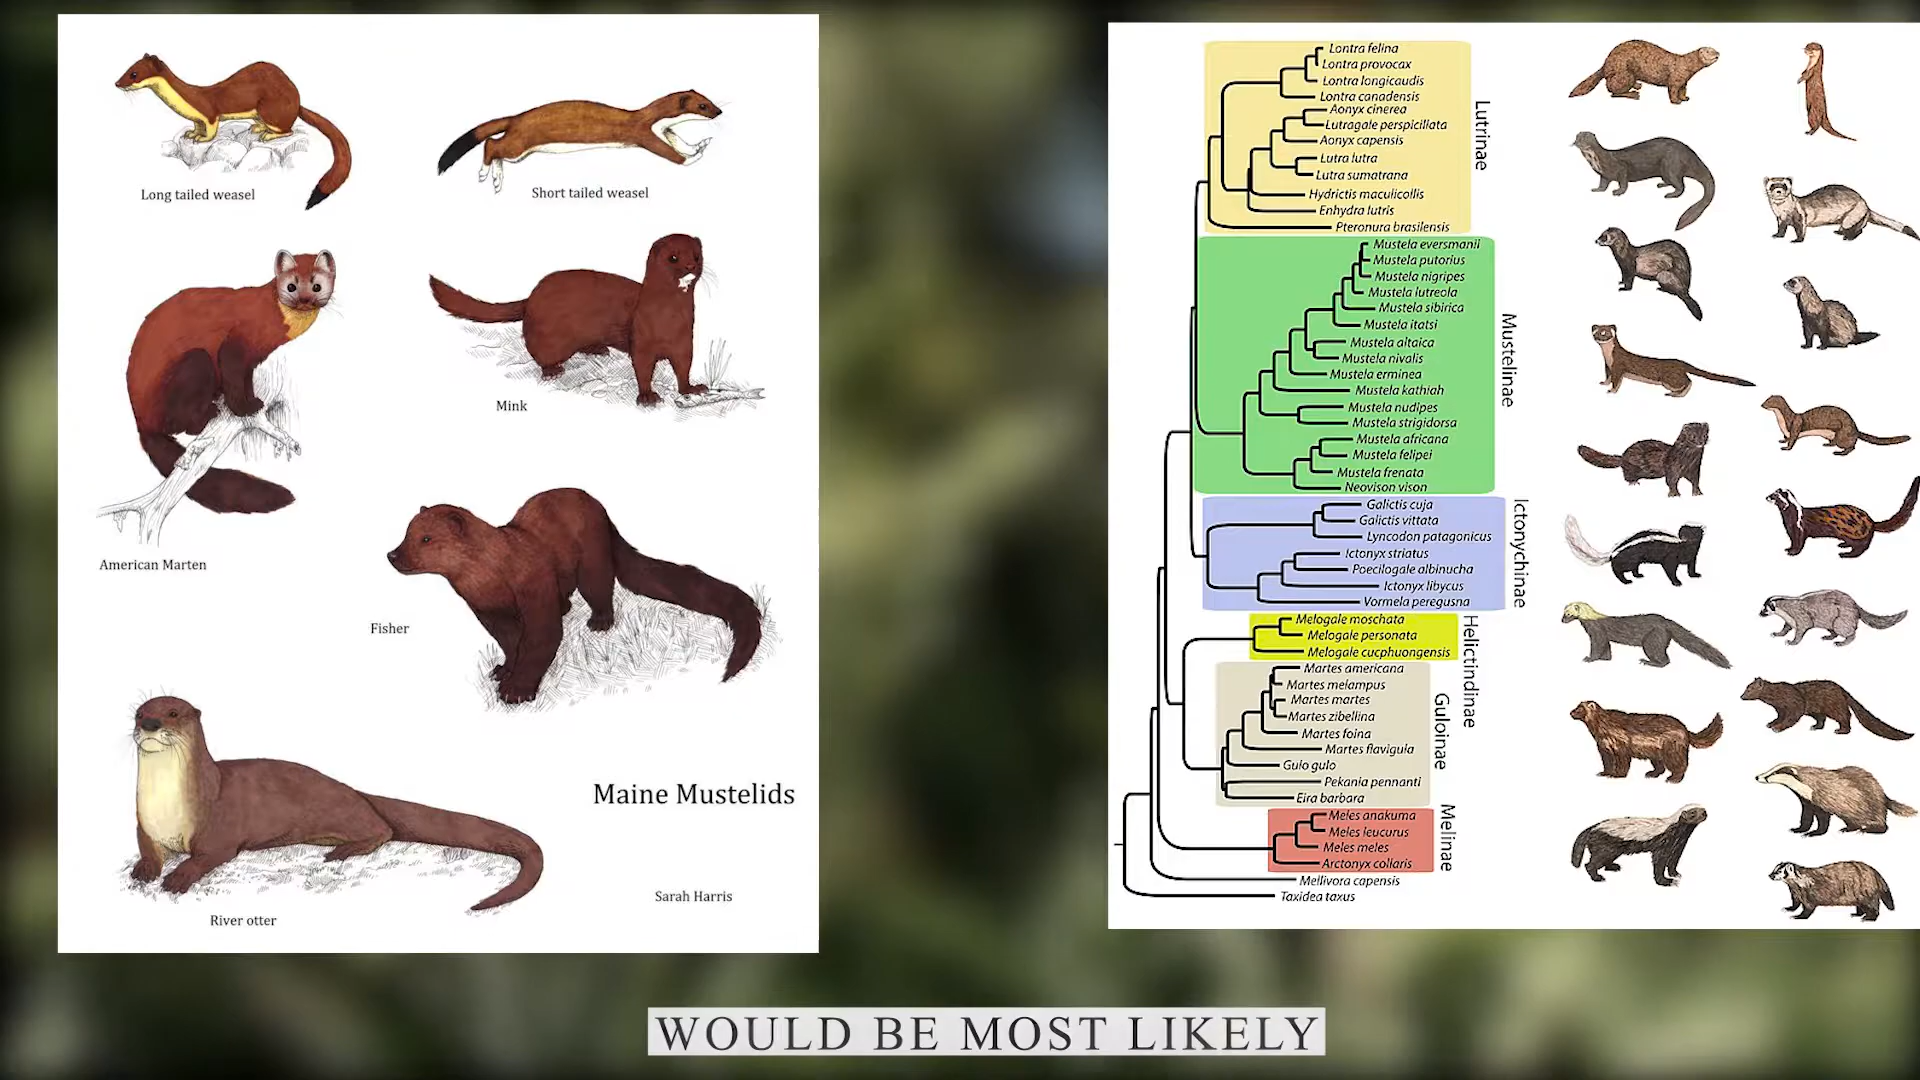 Long tailed weasel
Short tailed weasel
American Marten
Mink
Fisher
River otter
Maine Mustelids
Sarah Harris
Lontra felina
Lontra provocax
Lontra longicaudis
Lontra canadensis
Aonyx cinerea
Lutragale perspicillata
Aonyx capensis
Lutra lutra
Lutra sumatrana
Hydrictis maculicollis
Enhydra lutris
Pteronura brasilensis
Lutrinae
Mustela eversmanii
Mustela putorius
Mustela nigripes
Mustela lutreola
Mustela sibirica
Mustela itatsi
Mustela altaica
Mustela nivalis
Mustela erminea
Mustela kathiah
Mustela nudipes
Mustela strigidorsa
Mustela africana
Mustela felipei
Mustela frenata
Neovison vison
Mustelinae
Galictis cuja
Galictis vittata
Lyncodon patagonicus
Ictonyx striatus
Poecilogale albinucha
Ictonyx libycus
Vormela peregusna
Ictonychinae
Melogale moschata
Melogale personata
Melogale cucphuongensis
Helictindinae
Martes americana
Martes melampus
Martes martes
Martes zibellina
Martes foina
Martes flavigula
Gulo gulo
Pekania pennanti
Eira barbara
Guloinae
Meles anakuma
Meles leucurus
Meles meles
Arctonyx collaris
Melinae
Mellivora capensis
Taxidea taxus
WOULD BE MOST LIKELY